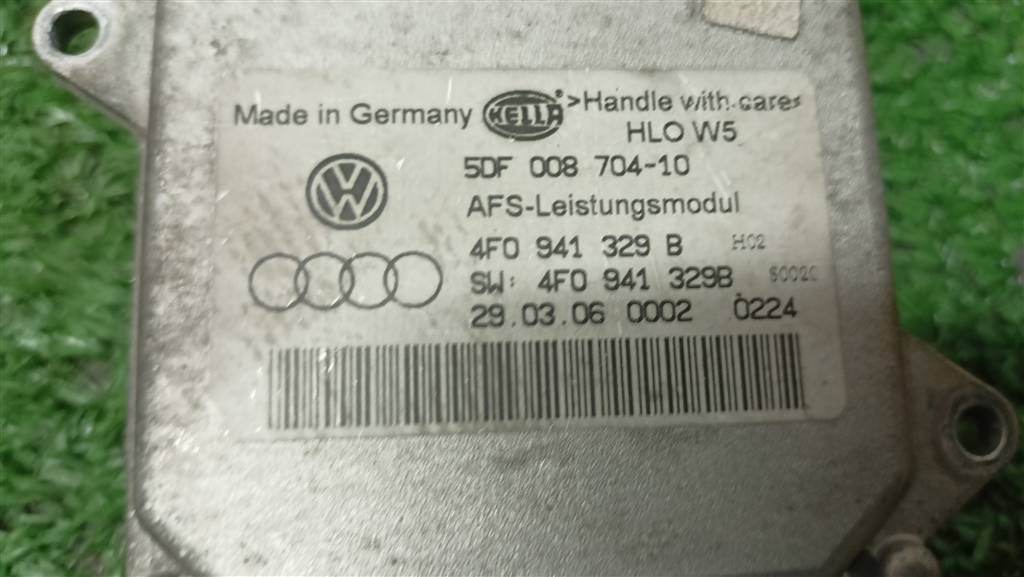 Made in Germany HELLA ® >Handle with care<
HLO W5
5DF 008 704-10
AFS-Leistungsmodul
4F0 941 329 B H02
SW: 4F0 941 329B S0020
29.03.06 0002 0224